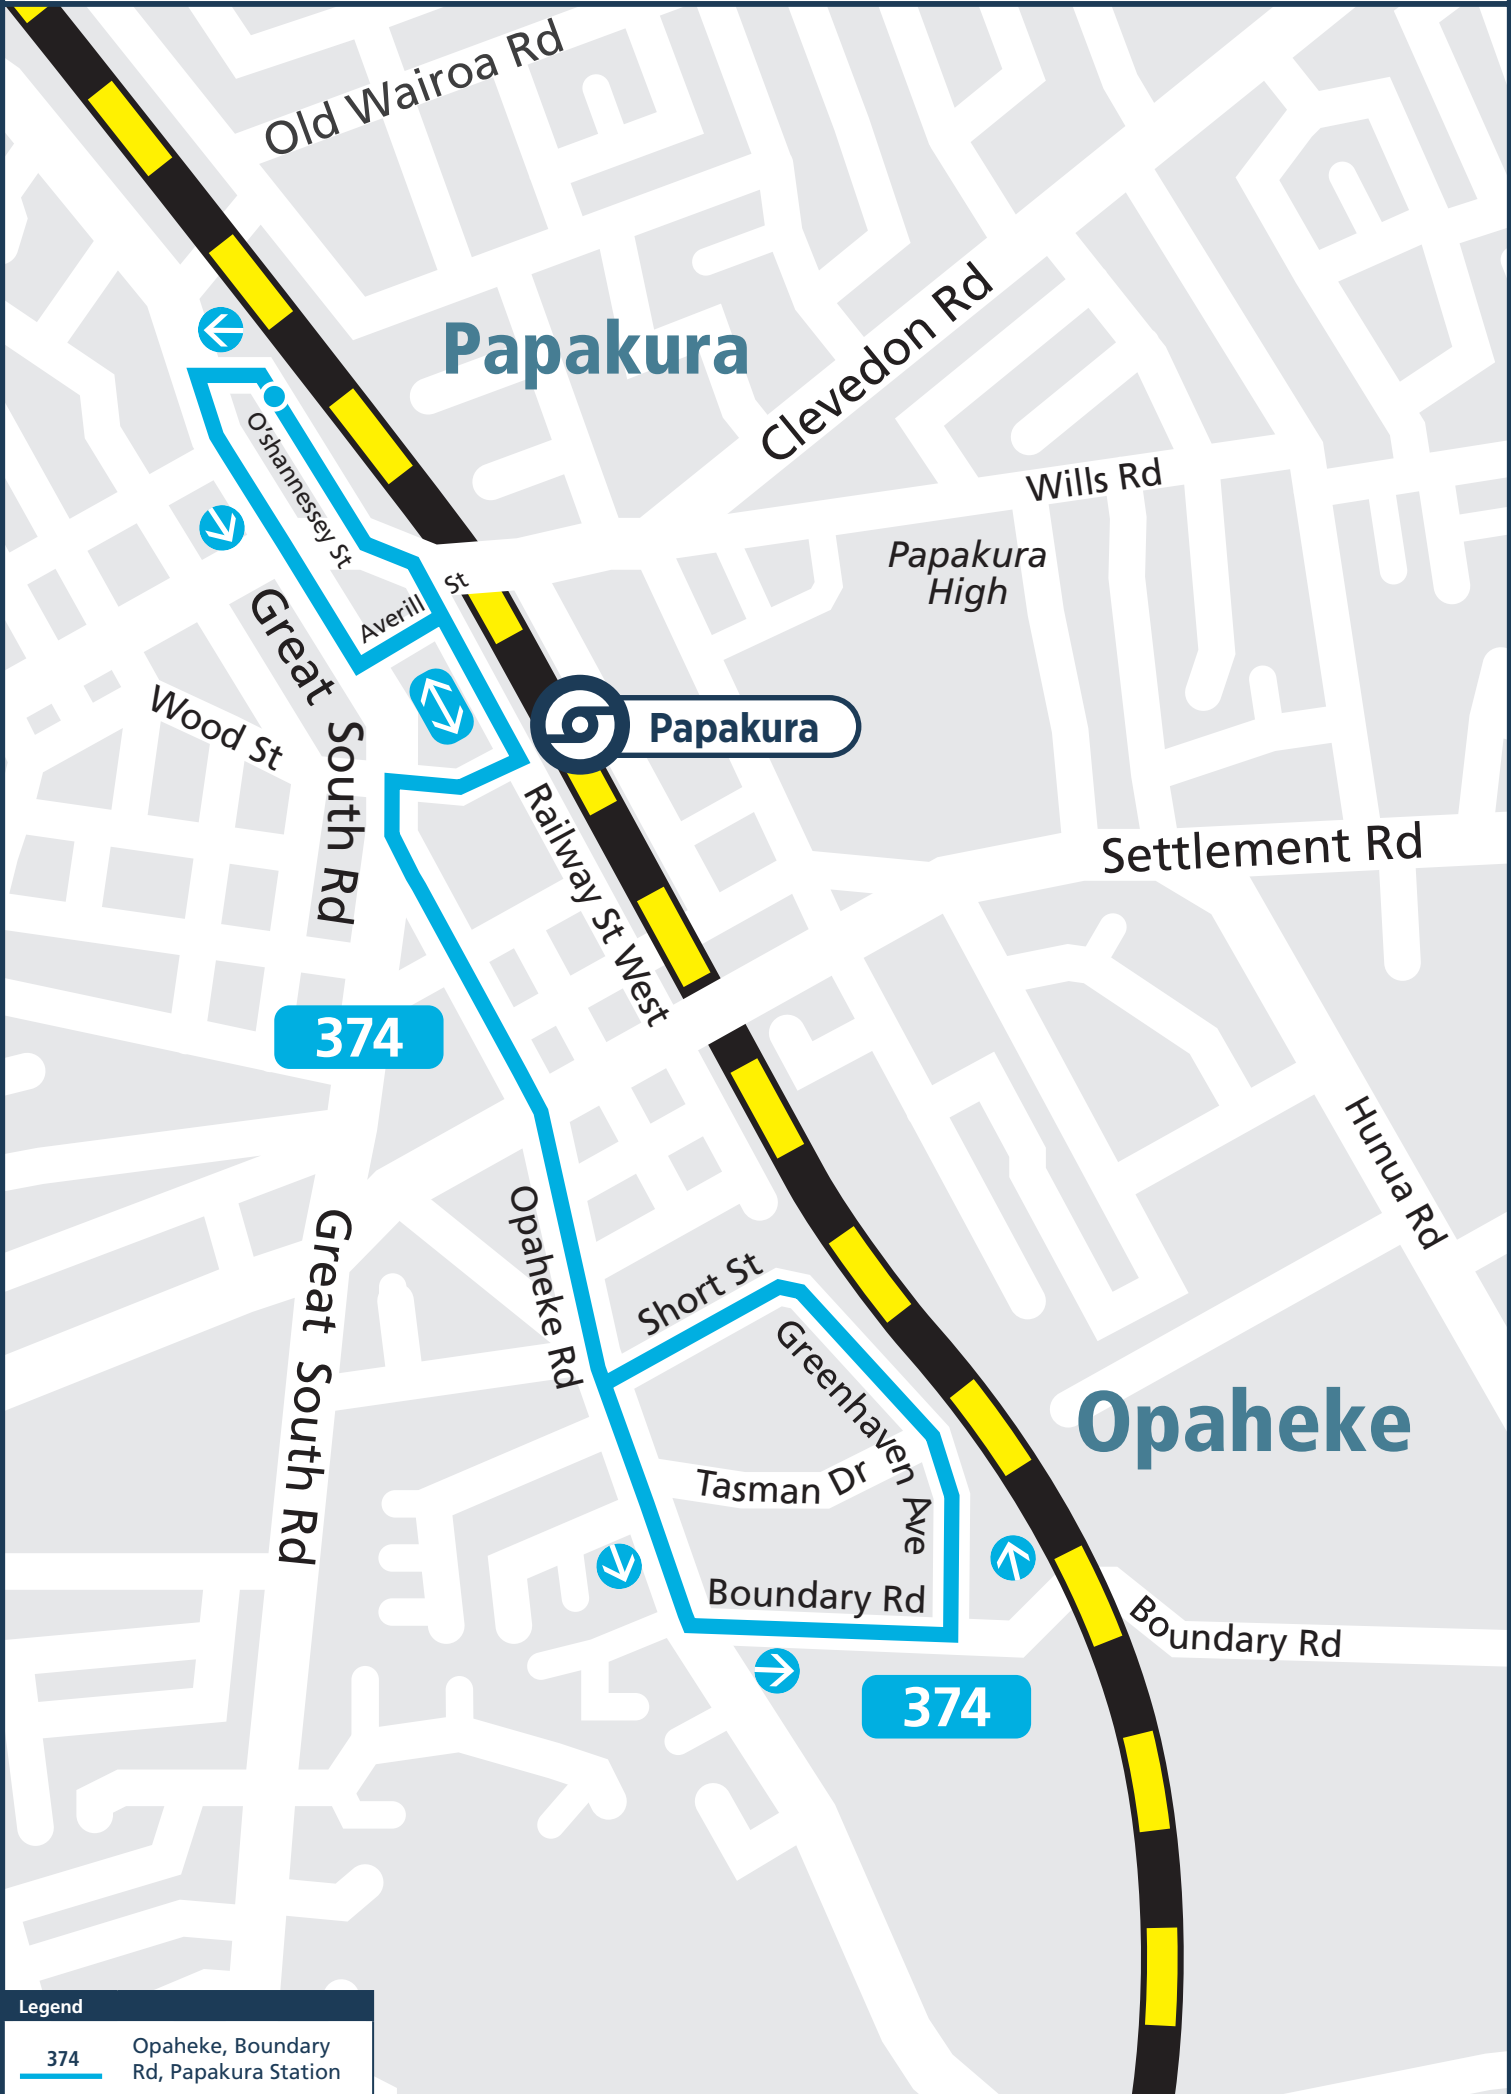 Old Wairoa Rd
Papakura
Clevedon Rd
O'shannessey St
Wills Rd
Papakura
High
Averill St
Great South Rd
Wood St
Papakura
Railway St West
Settlement Rd
374
Hunua Rd
Opaheke Rd
Great South Rd
Short St
Greenhaven Ave
Opaheke
Tasman Dr
Boundary Rd
Boundary Rd
374
Legend
374
Opaheke, Boundary
Rd, Papakura Station